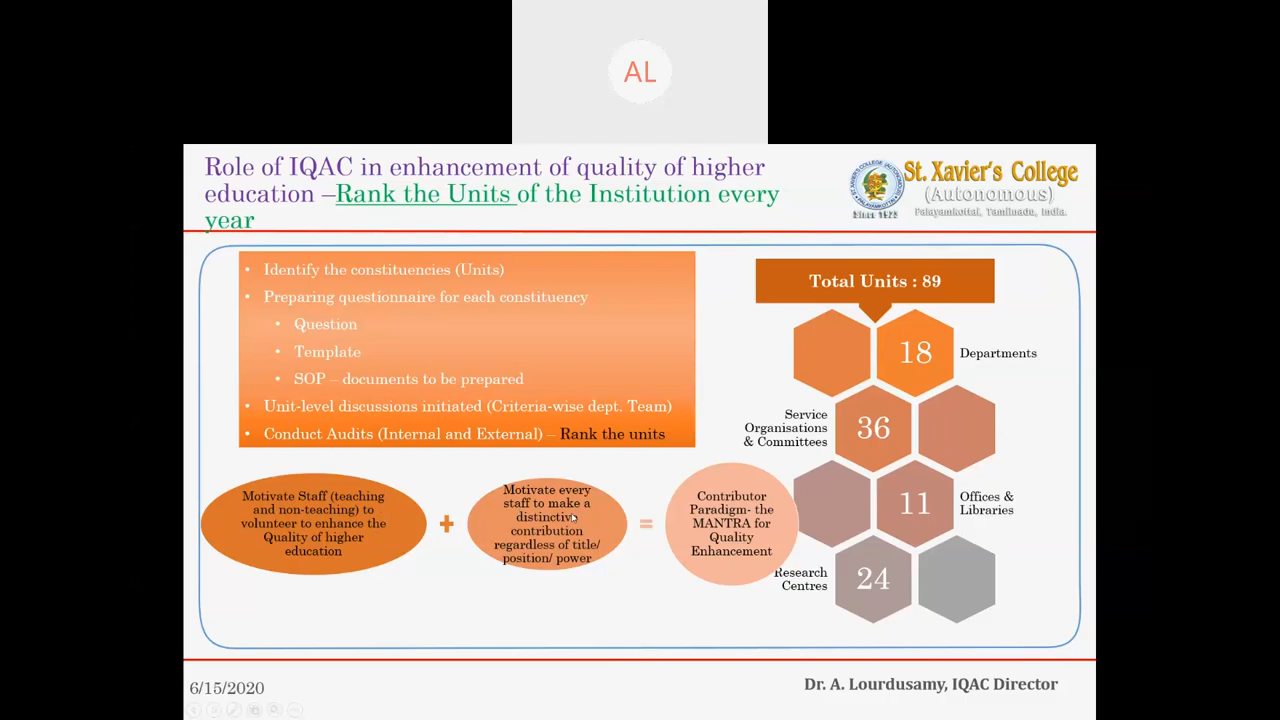 AL
Role of IQAC in enhancement of quality of higher
education –Rank the Units of the Institution every
year
St. Xavier's College
(Autonomous)
Palayamkottai, Tamilnadu, India.
Since 1923
• Identify the constituencies (Units)
• Preparing questionnaire for each constituency
• Question
• Template
• SOP – documents to be prepared
• Unit-level discussions initiated (Criteria-wise dept. Team)
• Conduct Audits (Internal and External) – Rank the units
Total Units : 89
18
Departments
Service
Organisations
& Committees
36
11
Offices &
Libraries
Research
Centres
24
Motivate Staff (teaching
and non-teaching) to
volunteer to enhance the
Quality of higher
education
+
Motivate every
staff to make a
distinctive
contribution
regardless of title/
position/ power
=
Contributor
Paradigm- the
MANTRA for
Quality
Enhancement
6/15/2020
Dr. A. Lourdusamy, IQAC Director